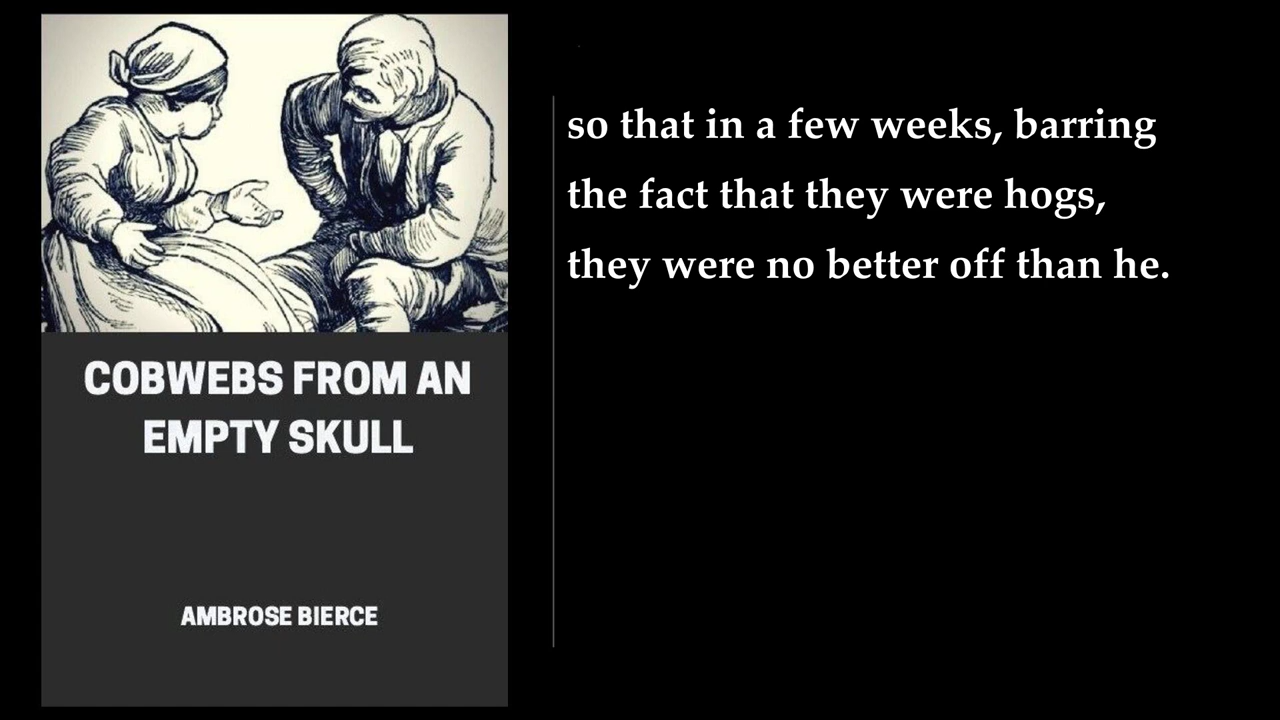 COBWEBS FROM AN
EMPTY SKULL
AMBROSE BIERCE
so that in a few weeks, barring
the fact that they were hogs,
they were no better off than he.